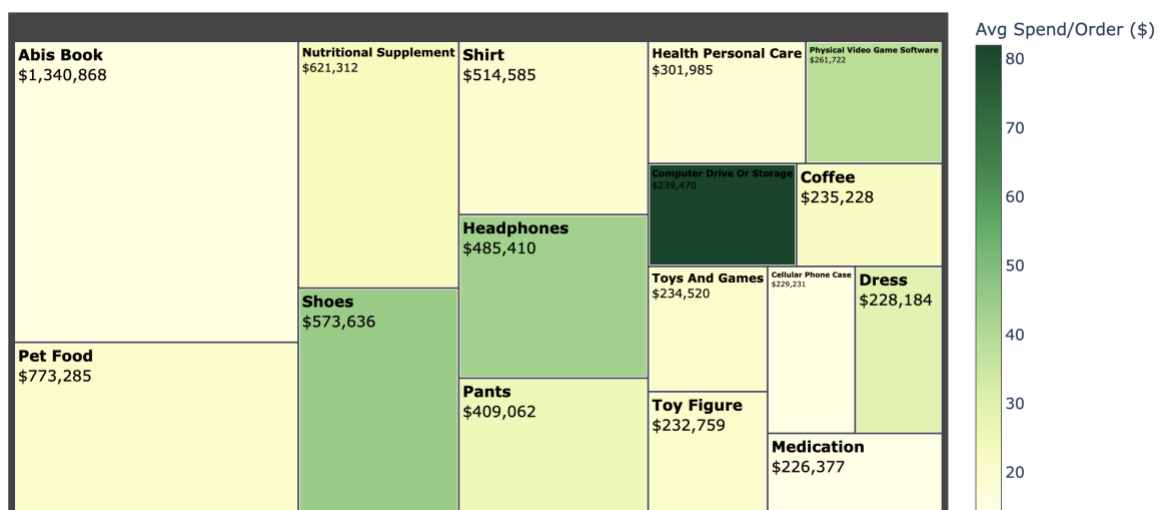 Abis Book
$1,340,868
Pet Food
$773,285
Nutritional Supplement
$621,312
Shoes
$573,636
Shirt
$514,585
Headphones
$485,410
Pants
$409,062
Health Personal Care
$301,985
Physical Video Game Software
$261,722
Computer Drive Or Storage
$239,470
Coffee
$235,228
Toys And Games
$234,520
Toy Figure
$232,759
Cellular Phone Case
$229,231
Dress
$228,184
Medication
$226,377
Avg Spend/Order ($)
80
70
60
50
40
30
20